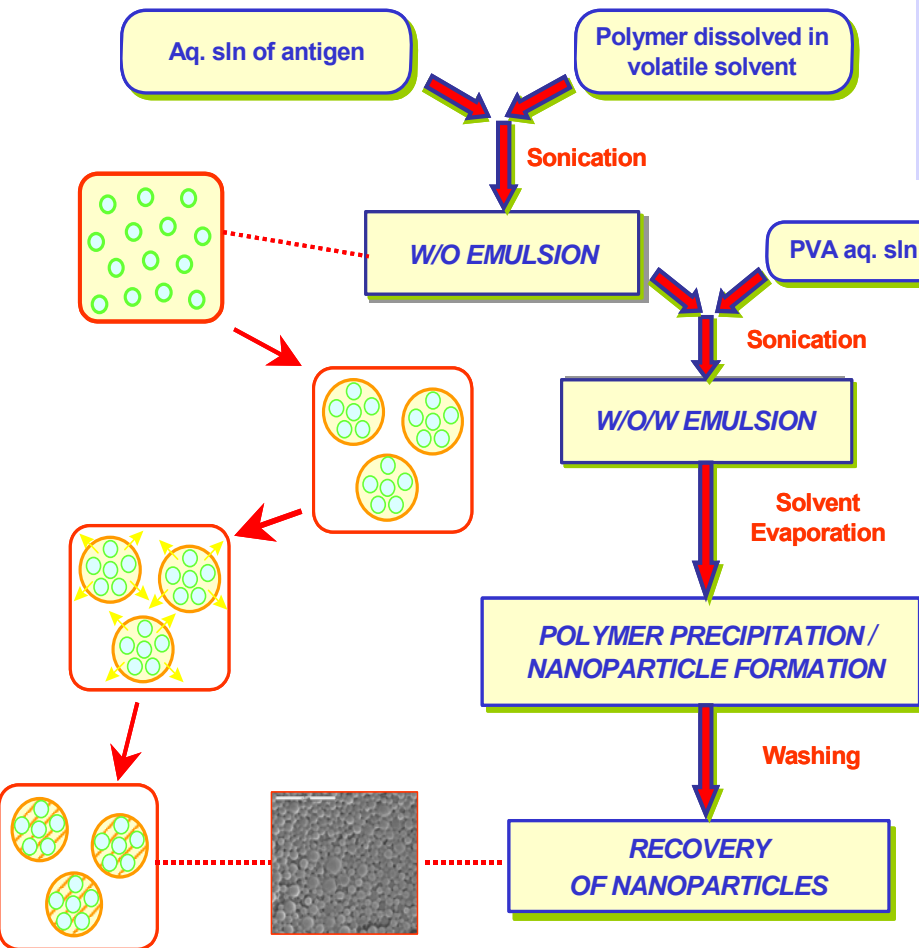 Aq. sln of antigen
Polymer dissolved in
volatile solvent
Sonication
W/O EMULSION
PVA aq. sln
Sonication
W/O/W EMULSION
Solvent
Evaporation
POLYMER PRECIPITATION /
NANOPARTICLE FORMATION
Washing
RECOVERY
OF NANOPARTICLES